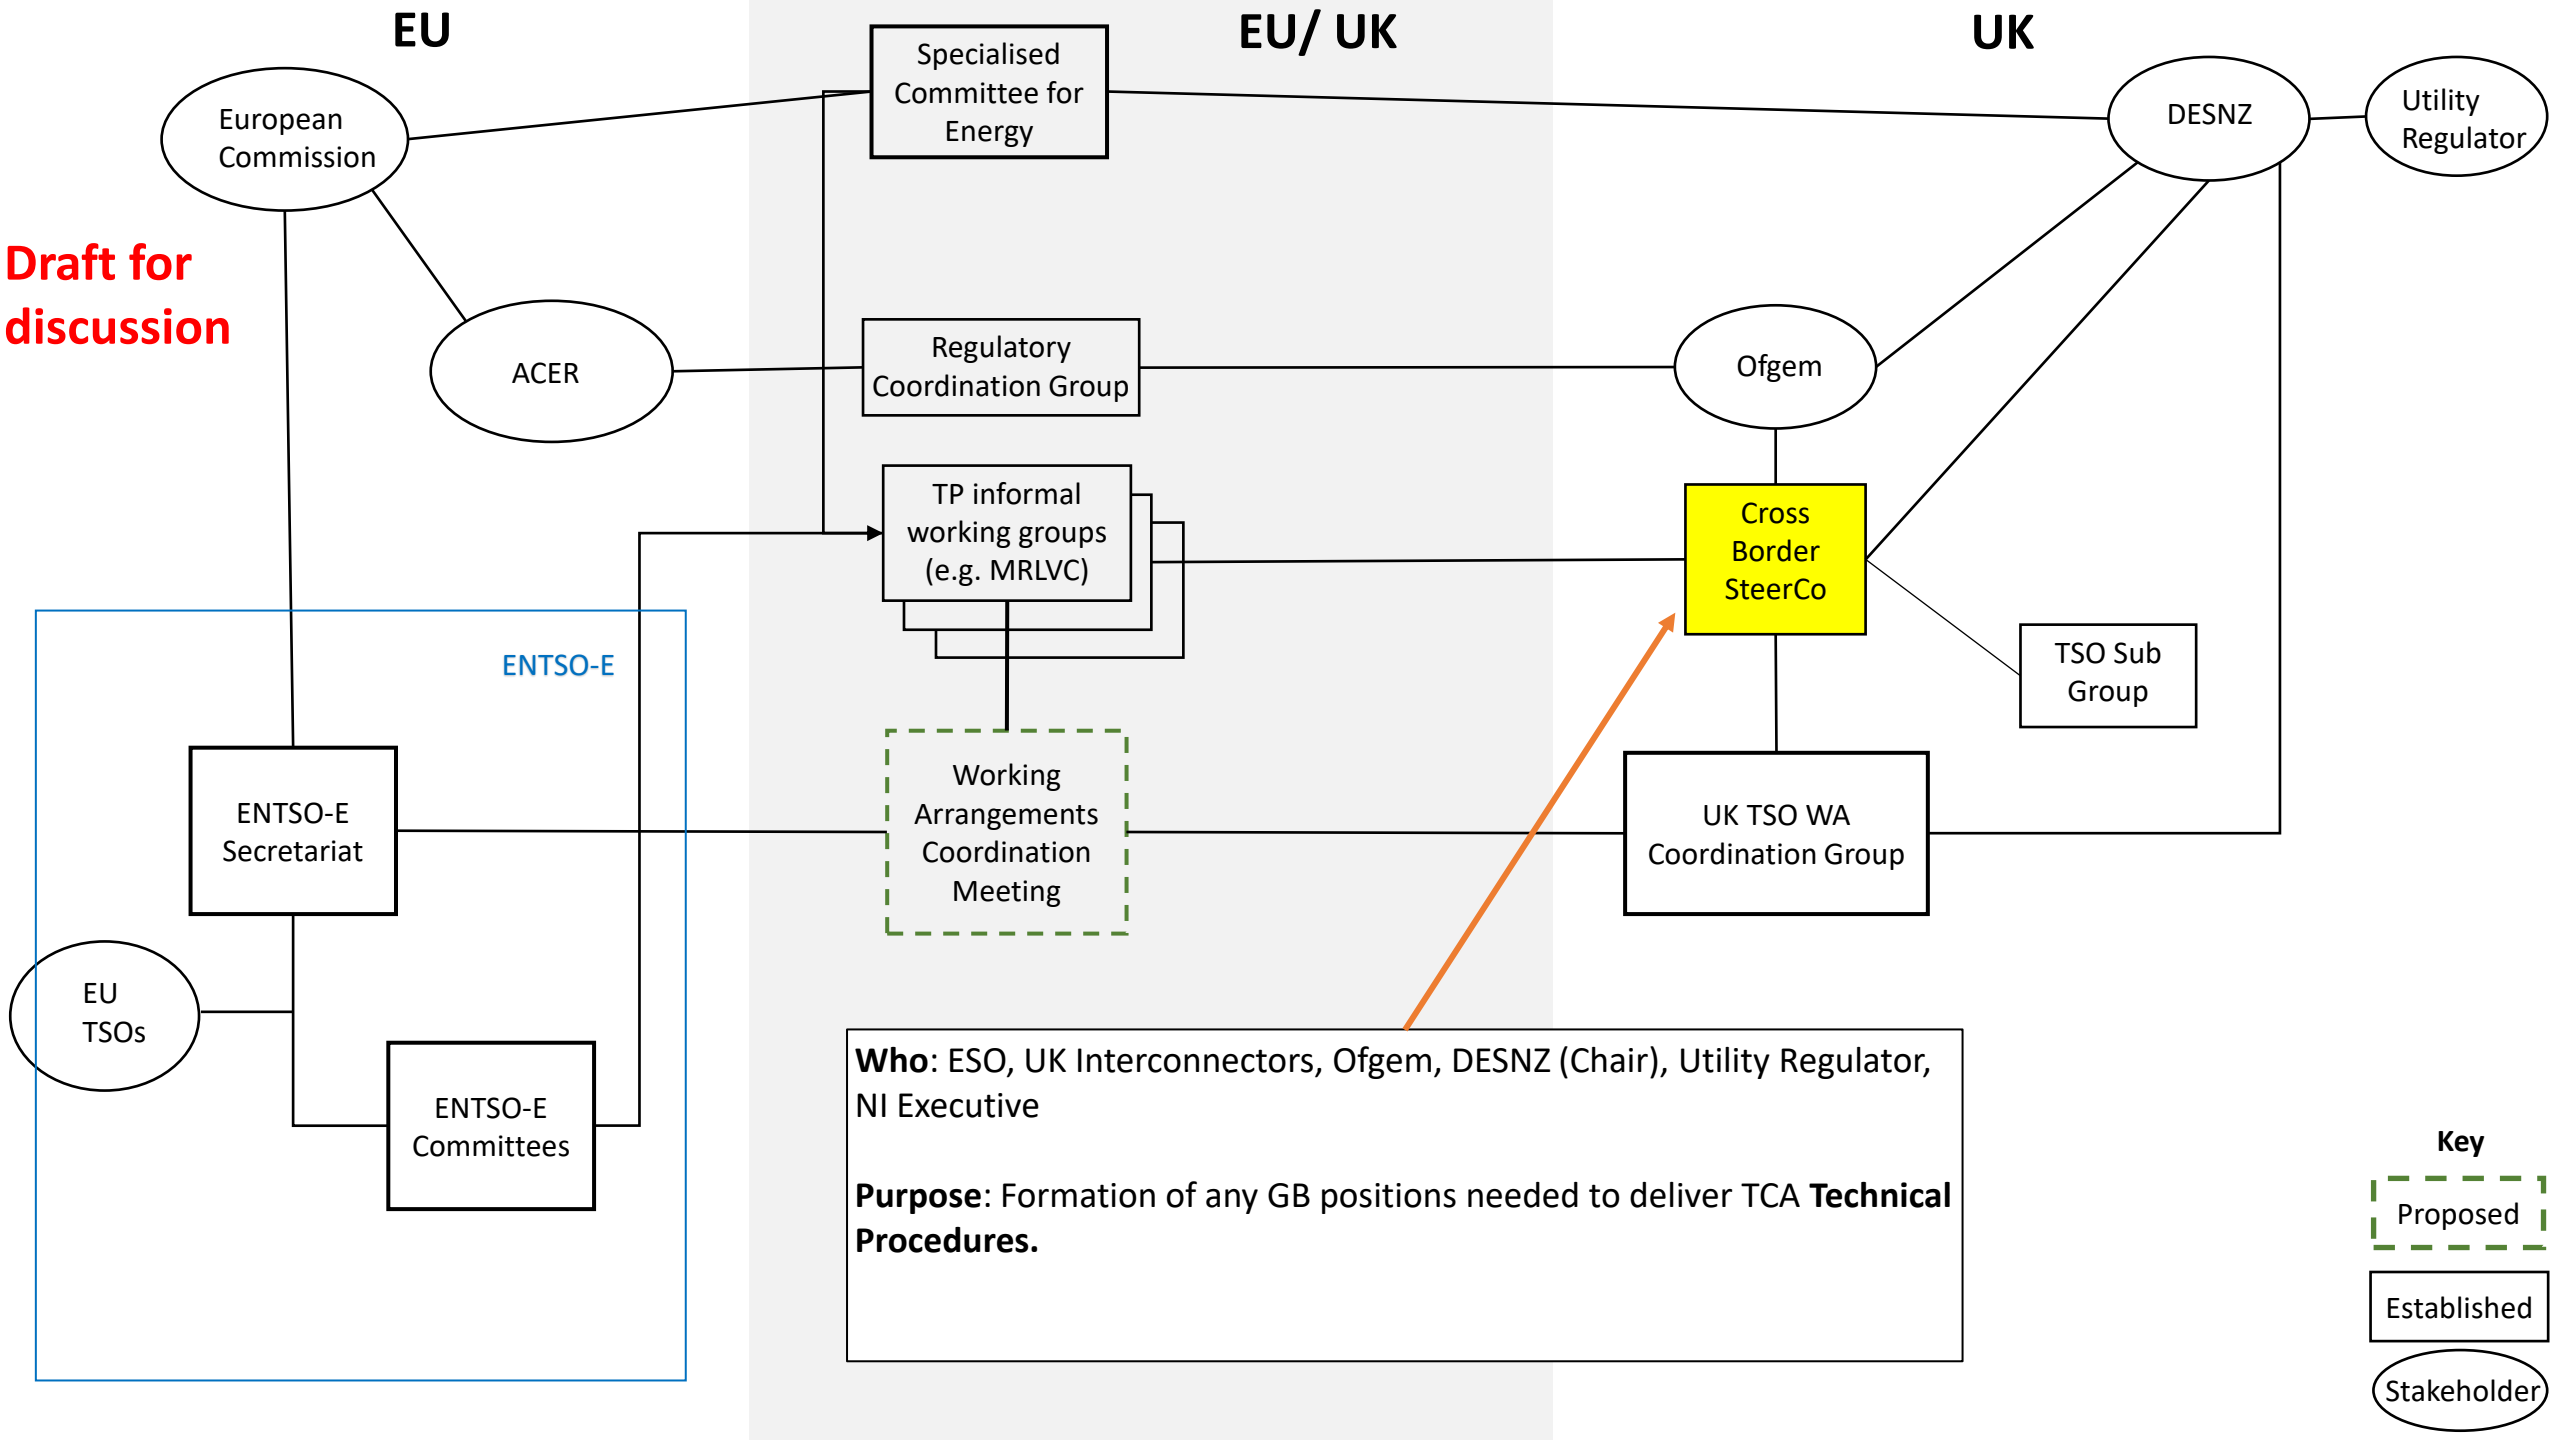 EU
EU/ UK
UK
Specialised
Committee for
Energy
European
Commission
DESNZ
Utility
Regulator
Draft for
discussion
ACER
Regulatory
Coordination Group
Ofgem
TP informal
working groups
(e.g. MRLVC)
Cross
Border
SteerCo
ENTSO-E
TSO Sub
Group
ENTSO-E
Secretariat
Working
Arrangements
Coordination
Meeting
UK TSO WA
Coordination Group
EU
TSOs
ENTSO-E
Committees
Who: ESO, UK Interconnectors, Ofgem, DESNZ (Chair), Utility Regulator,
NI Executive
Purpose: Formation of any GB positions needed to deliver TCA Technical
Procedures.
Key
Proposed
Established
Stakeholder